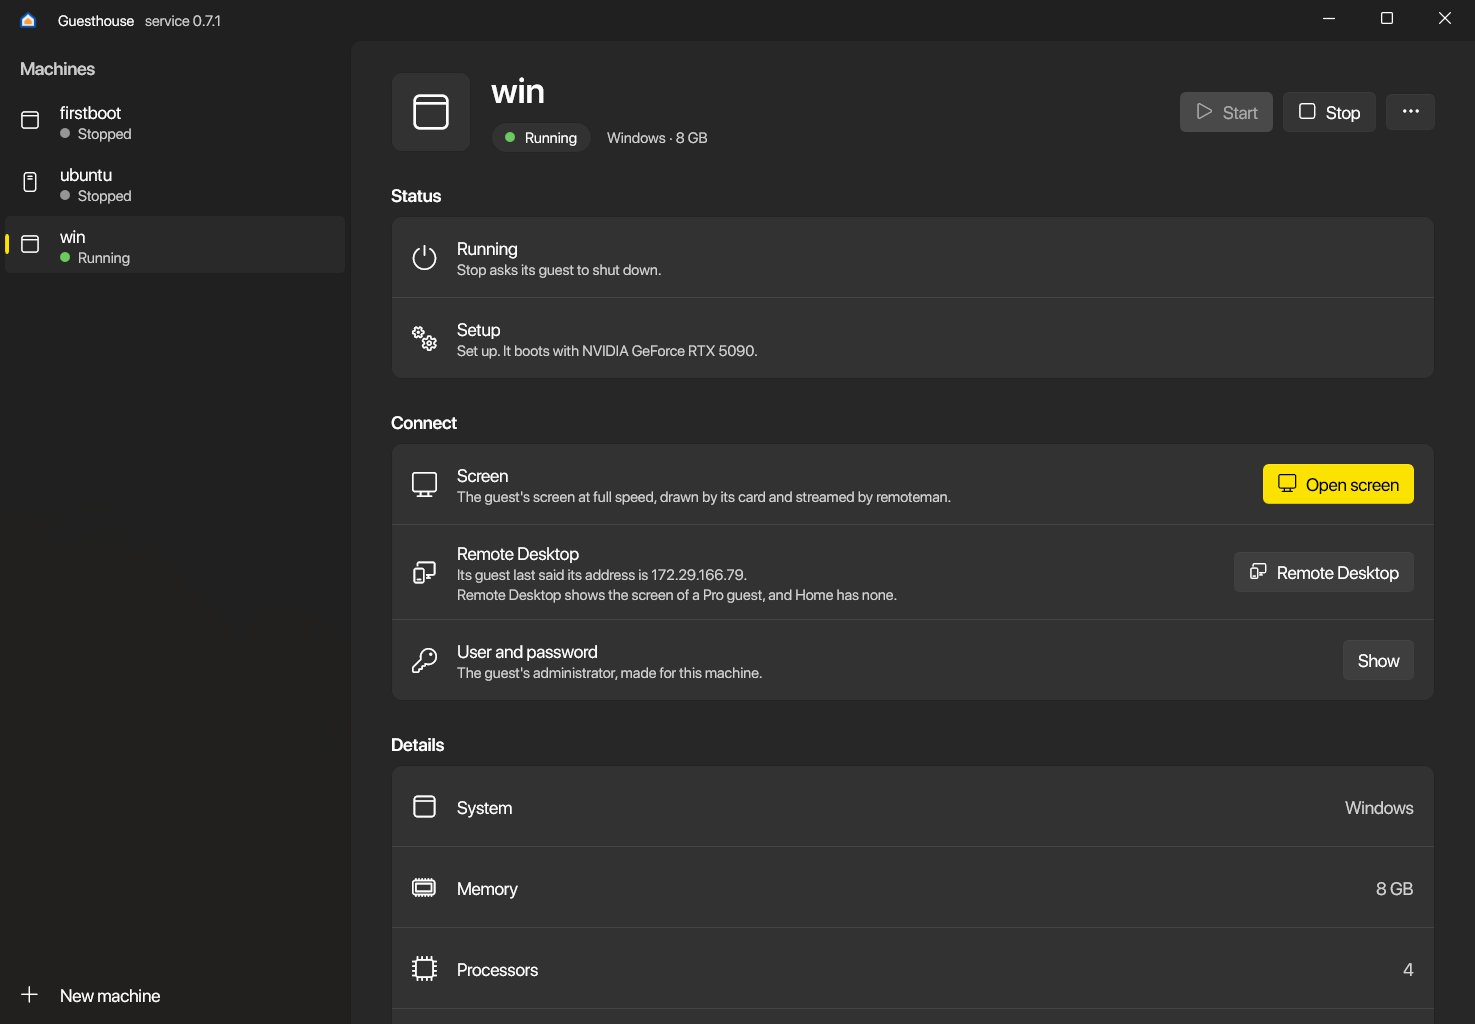 Guesthouse service 0.7.1
Machines
firstboot
Stopped
ubuntu
Stopped
win
Running
New machine
win
Running
Windows · 8 GB
Start
Stop
Status
Running
Stop asks its guest to shut down.
Setup
Set up. It boots with NVIDIA GeForce RTX 5090.
Connect
Screen
The guest's screen at full speed, drawn by its card and streamed by remoteman.
Open screen
Remote Desktop
Its guest last said its address is 172.29.166.79.
Remote Desktop shows the screen of a Pro guest, and Home has none.
Remote Desktop
User and password
The guest's administrator, made for this machine.
Show
Details
System
Windows
Memory
8 GB
Processors
4